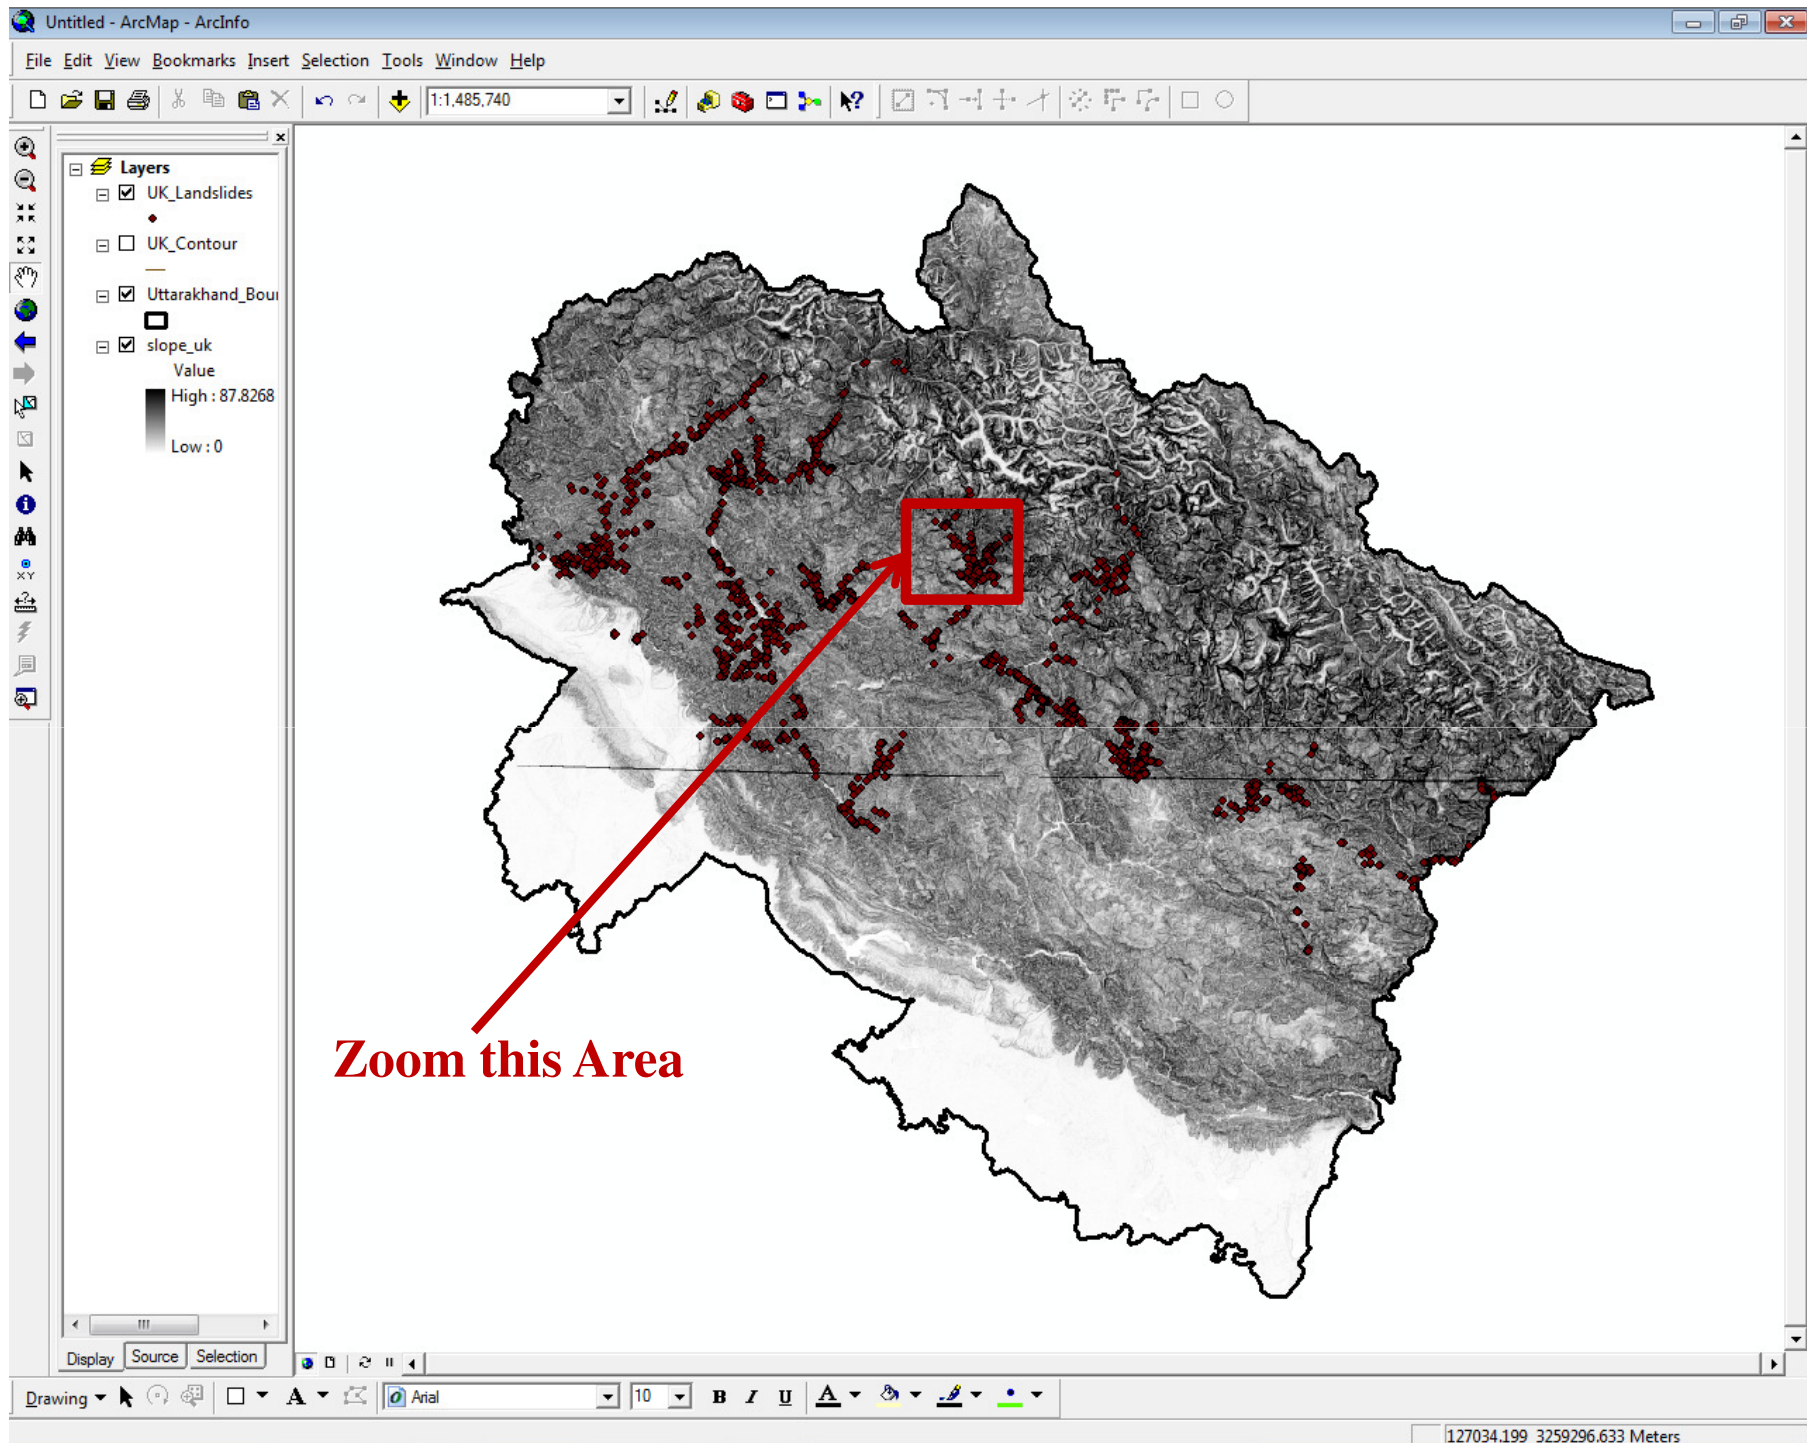 Untitled - ArcMap - ArcInfo
File Edit View Bookmarks Insert Selection Tools Window Help
1:1,485,740
Layers
UK_Landslides
UK_Contour
Uttarakhand_Bou
slope_uk
Value
High : 87.8268
Low : 0
XY
Zoom this Area
Display Source Selection
Drawing A Arial 10 B I U A
127034.199 3259296.633 Meters